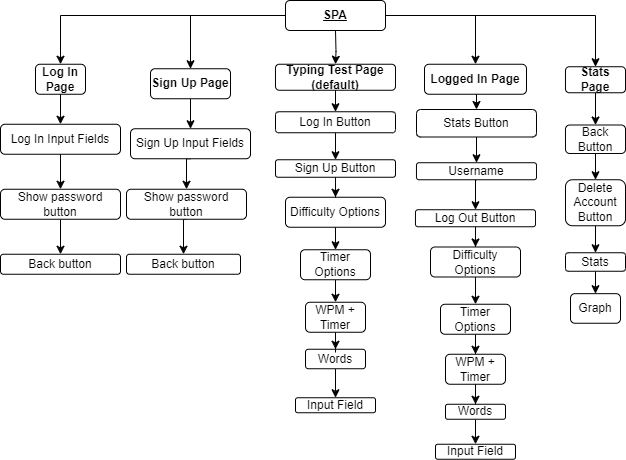 SPA
Log In
Page
Log In Input Fields
Show password
button
Back button
Sign Up Page
Sign Up Input Fields
Show password
button
Back button
Typing Test Page
(default)
Log In Button
Sign Up Button
Difficulty Options
Timer
Options
WPM +
Timer
Words
Input Field
Logged In Page
Stats Button
Username
Log Out Button
Difficulty
Options
Timer
Options
WPM +
Timer
Words
Input Field
Stats
Page
Back
Button
Delete
Account
Button
Stats
Graph